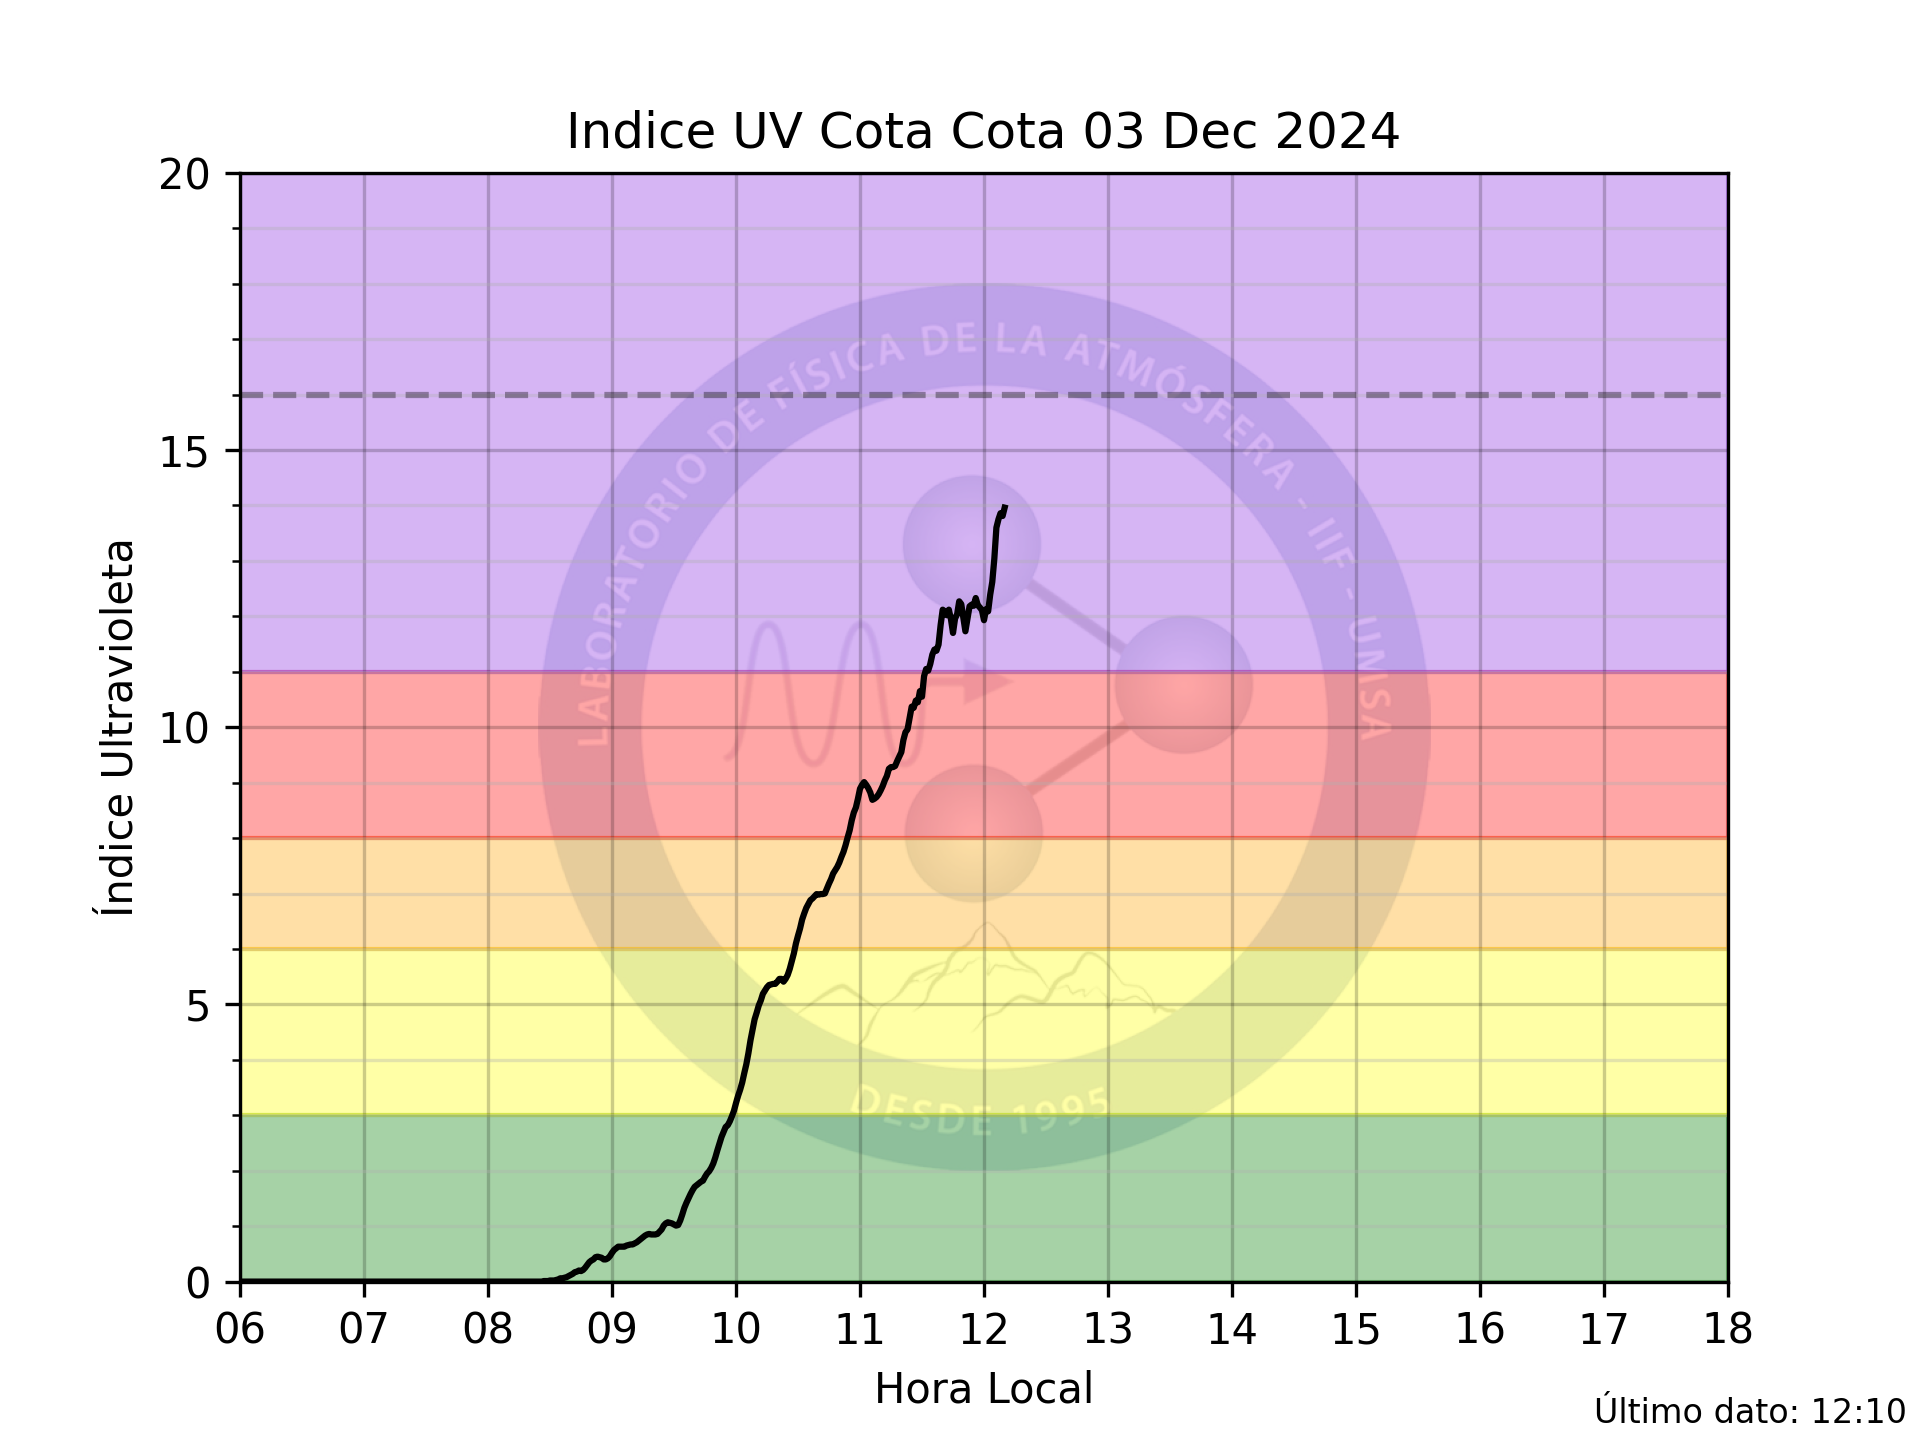 Indice UV Cota Cota 03 Dec 2024
20
15
10
5
0
Índice Ultravioleta
LABORATORIO DE FÍSICA DE LA ATMÓSFERA - IIF - UMSA
DESDE 1995
06 07 08 09 10 11 12 13 14 15 16 17 18
Hora Local
Último dato: 12:10